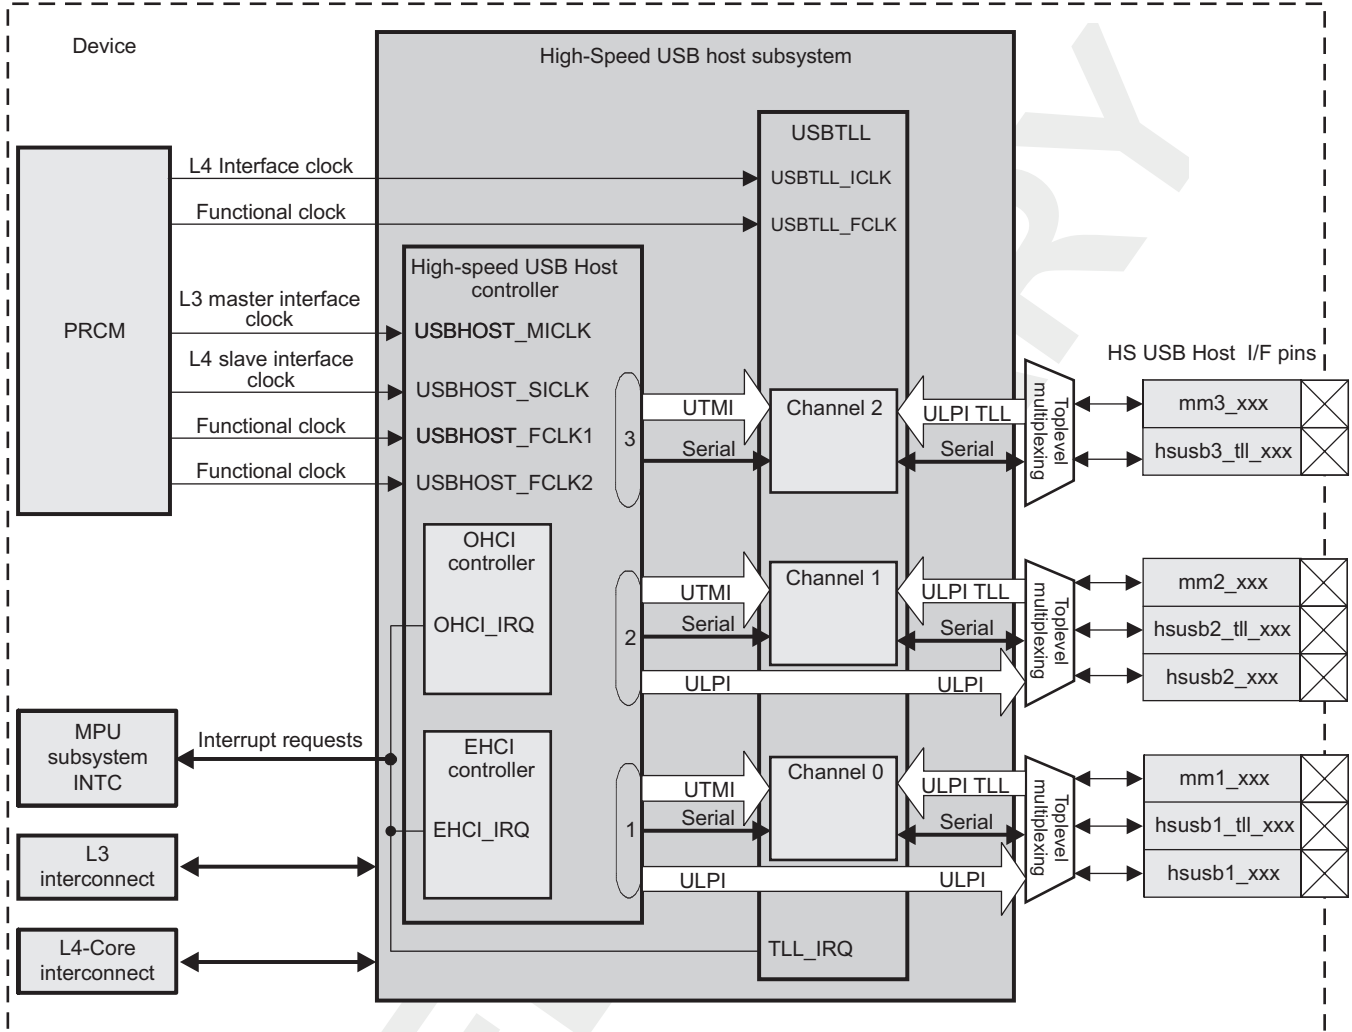 Device
High-Speed USB host subsystem
USBTLL
L4 Interface clock
USBTLL_ICLK
Functional clock
USBTLL_FCLK
PRCM
High-speed USB Host
controller
L3 master interface
clock
USBHOST_MICLK
L4 slave interface
clock
USBHOST_SICLK
Functional clock
USBHOST_FCLK1
Functional clock
USBHOST_FCLK2
3
UTMI
Serial
Channel 2
ULPI TLL
Serial
Toplevel
multiplexing
HS USB Host I/F pins
mm3_xxx
hsusb3_tll_xxx
OHCI
controller
OHCI_IRQ
2
UTMI
Serial
ULPI
Channel 1
ULPI TLL
Serial
ULPI
Toplevel
multiplexing
mm2_xxx
hsusb2_tll_xxx
hsusb2_xxx
MPU
subsystem
INTC
Interrupt requests
EHCI
controller
EHCI_IRQ
1
UTMI
Serial
ULPI
Channel 0
ULPI TLL
Serial
ULPI
Toplevel
multiplexing
mm1_xxx
hsusb1_tll_xxx
hsusb1_xxx
L3
interconnect
L4-Core
interconnect
TLL_IRQ